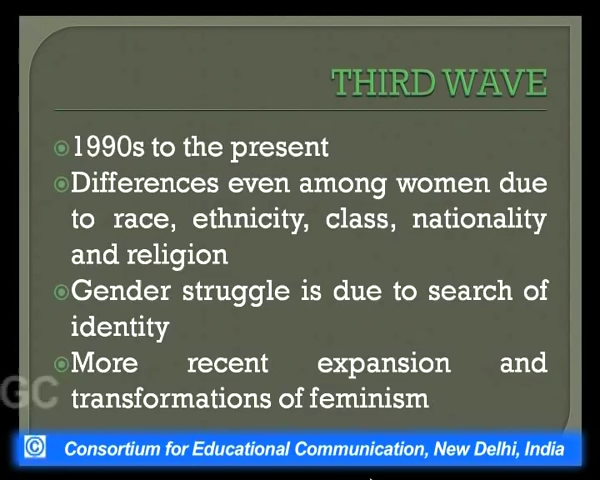 THIRD WAVE
1990s to the present
Differences even among women due
to race, ethnicity, class, nationality
and religion
Gender struggle is due to search of
identity
More recent expansion and
transformations of feminism
GC
© Consortium for Educational Communication, New Delhi, India